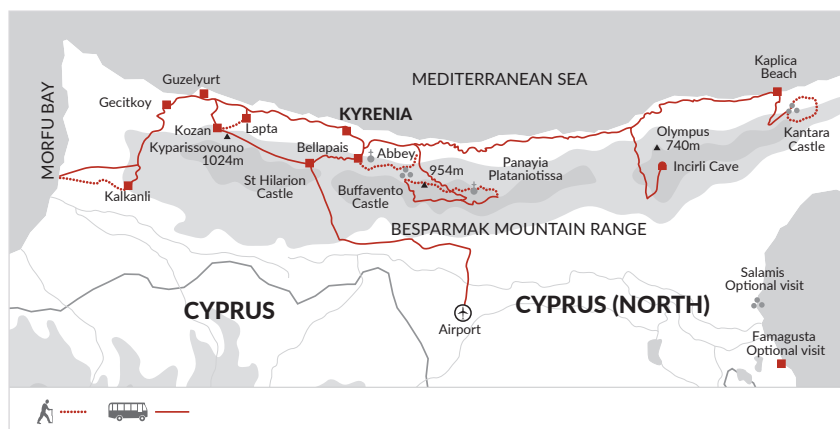 Kaplica
Beach
Guzelyurt
MEDITERRANEAN SEA
Gecitkoy
KYRENIA
MORFU BAY
Kozan
Lapta
Kyparissovouno
1024m
Bellapais
Abbey
Olympus
740m
Kantara
Castle
954m
Panayia
Plataniotissa
Incirli Cave
St Hilarion
Castle
Buffavento
Castle
Kalkanli
BESPARMAK MOUNTAIN RANGE
Salamis
Optional visit
CYPRUS
CYPRUS (NORTH)
Airport
Famagusta
Optional visit